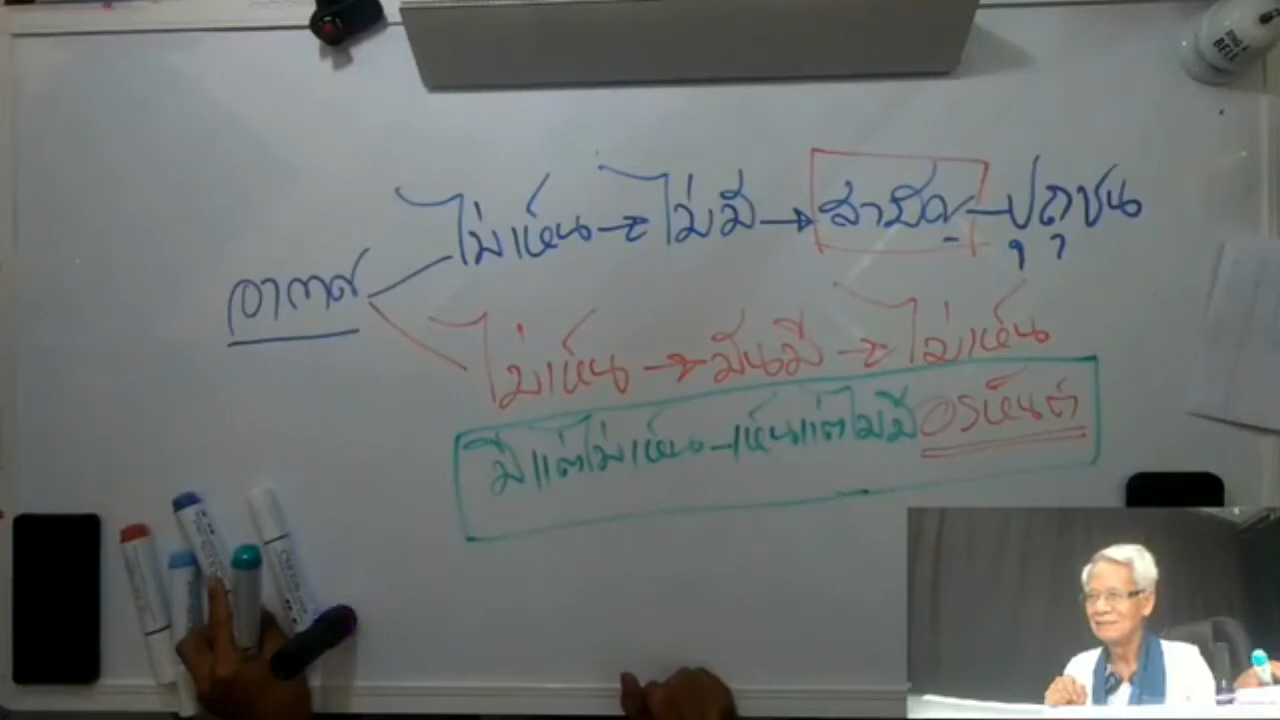 ไม่เห็น → ไม่มี → สามัญ - ปุถุชน
อากาศ
ไม่เห็น → มันมี → ไม่เห็น
มีแต่ไม่เห็น - เห็นแต่ไม่มี อรหันต์
RING A
BELL